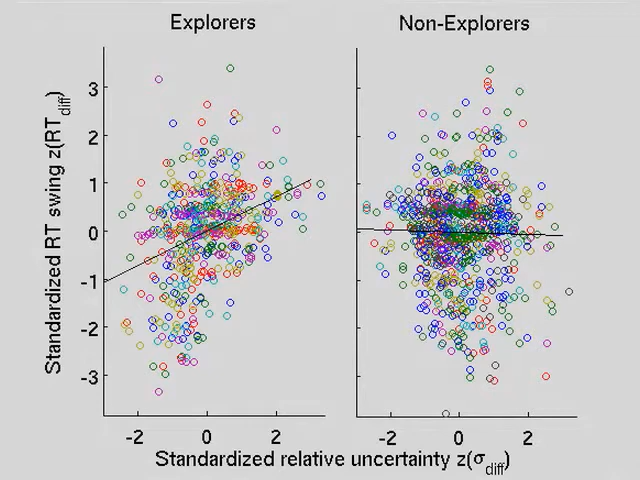 Explorers
Non-Explorers
Standardized RT swing z(RT_diff)
3
2
1
0
-1
-2
-3
-2 0 2
-2 0 2
Standardized relative uncertainty z(σ_diff)